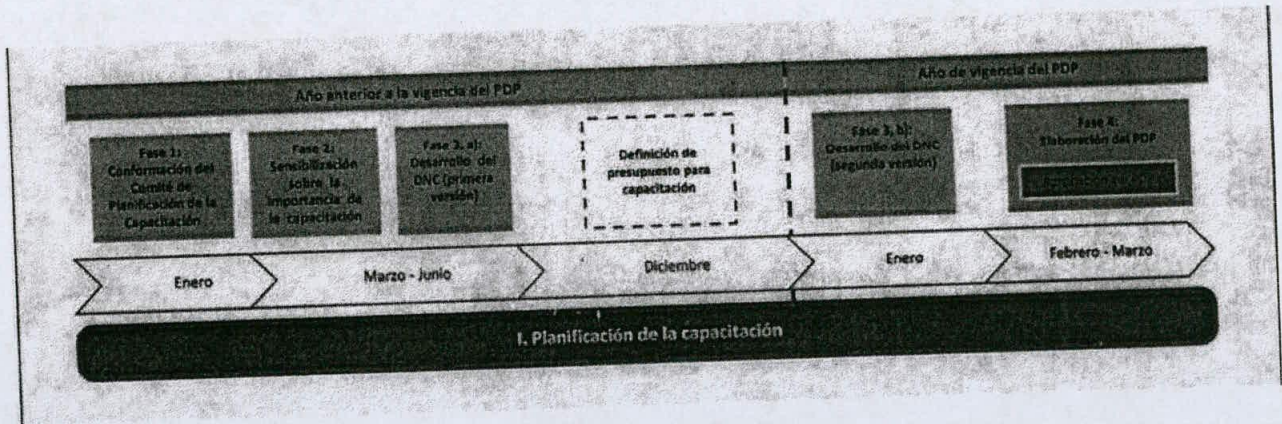 Año anterior a la vigencia del PDP
Año de vigencia del PDP
Fase 1:
Conformación del
Comité de
Planificación de la
Capacitación
Fase 2:
Sensibilización
sobre la
importancia de
la capacitación
Fase 3, a):
Desarrollo del
DNC (primera
versión)
Definición de
presupuesto para
capacitación
Fase 3, b):
Desarrollo del DNC
(segunda versión)
Fase 4:
Elaboración del PDP
Enero
Marzo - Junio
Diciembre
Enero
Febrero - Marzo
I. Planificación de la capacitación